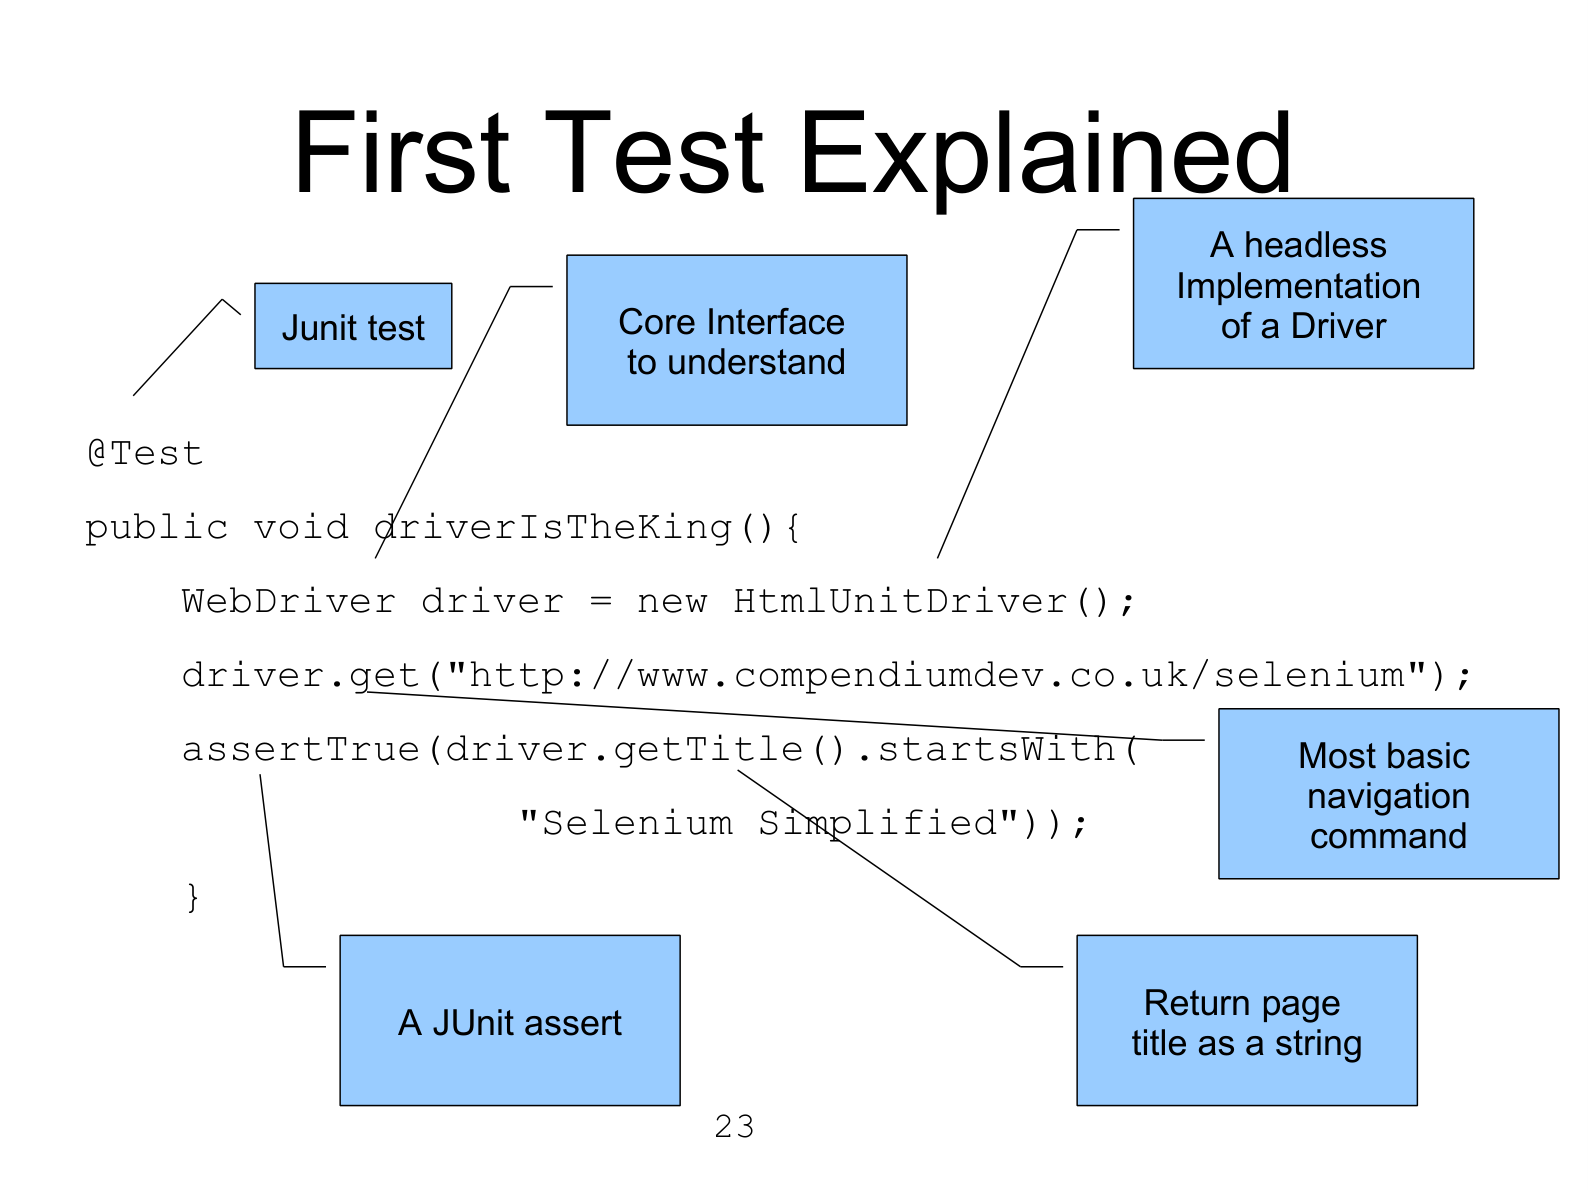 First Test Explained
A headless
Implementation
of a Driver
Core Interface
to understand
Junit test
@Test
public void driverIsTheKing(){
WebDriver driver = new HtmlUnitDriver();
driver.get("http://www.compendiumdev.co.uk/selenium");
assertTrue(driver.getTitle().startsWith(
"Selenium Simplified"));
}
Most basic
navigation
command
A JUnit assert
Return page
title as a string
23